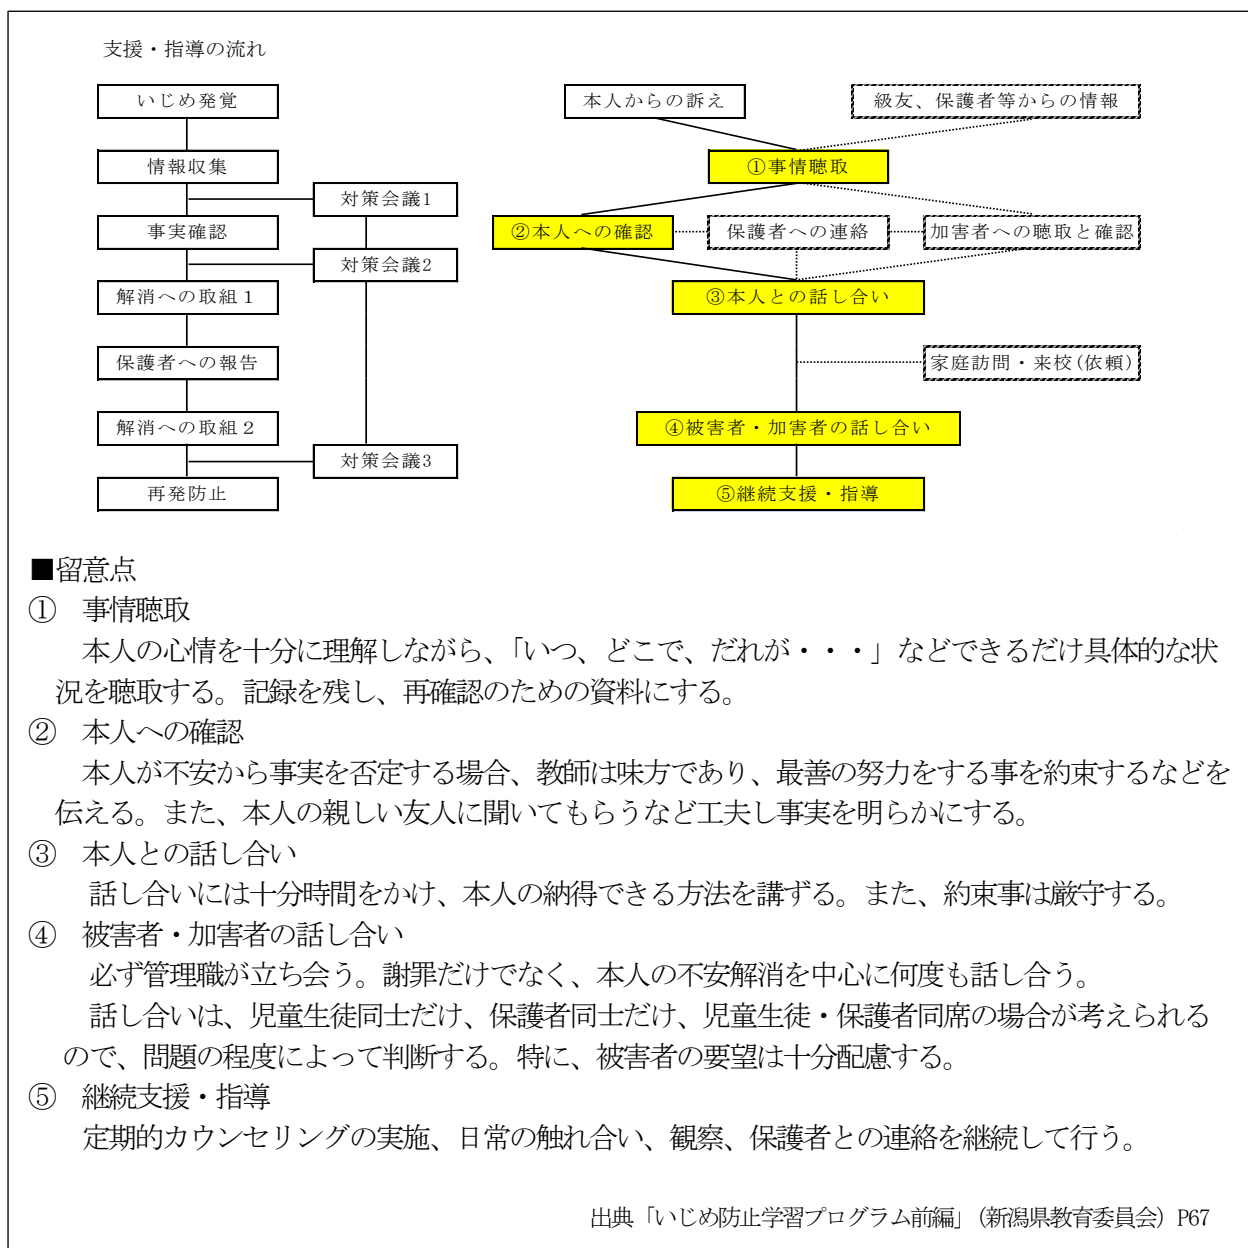 支援・指導の流れ
いじめ発覚
情報収集
対策会議1
事実確認
対策会議2
解消への取組１
保護者への報告
解消への取組２
対策会議3
再発防止
本人からの訴え
級友、保護者等からの情報
①事情聴取
②本人への確認
保護者への連絡
加害者への聴取と確認
③本人との話し合い
家庭訪問・来校(依頼)
④被害者・加害者の話し合い
⑤継続支援・指導
■留意点
①　事情聴取
本人の心情を十分に理解しながら、「いつ、どこで、だれが・・・」などできるだけ具体的な状
況を聴取する。記録を残し、再確認のための資料にする。
②　本人への確認
本人が不安から事実を否定する場合、教師は味方であり、最善の努力をする事を約束するなどを
伝える。また、本人の親しい友人に聞いてもらうなど工夫し事実を明らかにする。
③　本人との話し合い
話し合いには十分時間をかけ、本人の納得できる方法を講ずる。また、約束事は厳守する。
④　被害者・加害者の話し合い
必ず管理職が立ち会う。謝罪だけでなく、本人の不安解消を中心に何度も話し合う。
話し合いは、児童生徒同士だけ、保護者同士だけ、児童生徒・保護者同席の場合が考えられる
ので、問題の程度によって判断する。特に、被害者の要望は十分配慮する。
⑤　継続支援・指導
定期的カウンセリングの実施、日常の触れ合い、観察、保護者との連絡を継続して行う。
出典「いじめ防止学習プログラム前編」（新潟県教育委員会）P67